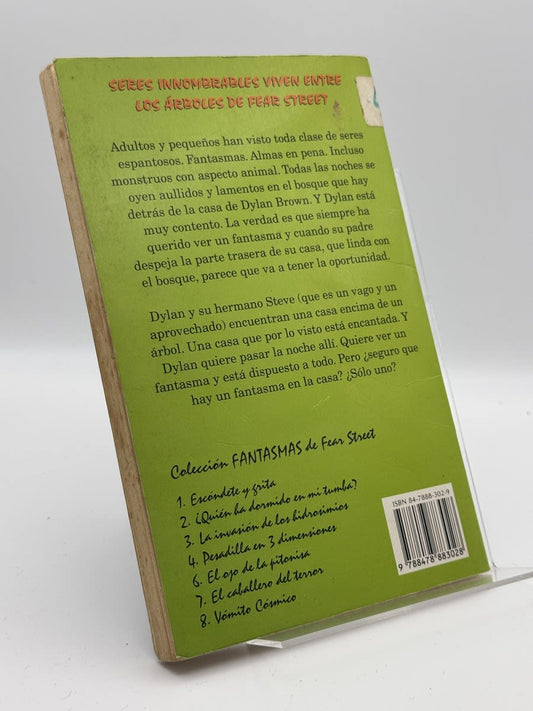 SERES INNOMBRABLES VIVEN ENTRE
LOS ÁRBOLES DE FEAR STREET
Adultos y pequeños han visto toda clase de seres
espantosos. Fantasmas. Almas en pena. Incluso
monstruos con aspecto animal. Todas las noches se
oyen aullidos y lamentos en el bosque que hay
detrás de la casa de Dylan Brown. Y Dylan está
muy contento. La verdad es que siempre ha
querido ver un fantasma y cuando su padre
despeja la parte trasera de su casa, que linda con
el bosque, parece que va a tener la oportunidad.
Dylan y su hermano Steve (que es un vago y un
aprovechado) encuentran una casa encima de un
árbol. Una casa que por lo visto está encantada. Y
Dylan quiere pasar la noche allí. Quiere ver un
fantasma y está dispuesto a todo. Pero ¿seguro que
hay un fantasma en la casa? ¿Sólo uno?
Colección FANTASMAS de Fear Street
1. Escóndete y grita
2. ¿Quién ha dormido en mi tumba?
3. La invasión de los hidrosimios
4. Pesadilla en 3 dimensiones
6. El ojo de la pitonisa
7. El caballero del terror
8. Vómito Cósmico
ISBN 84-7888-302-9
9 788478 883028